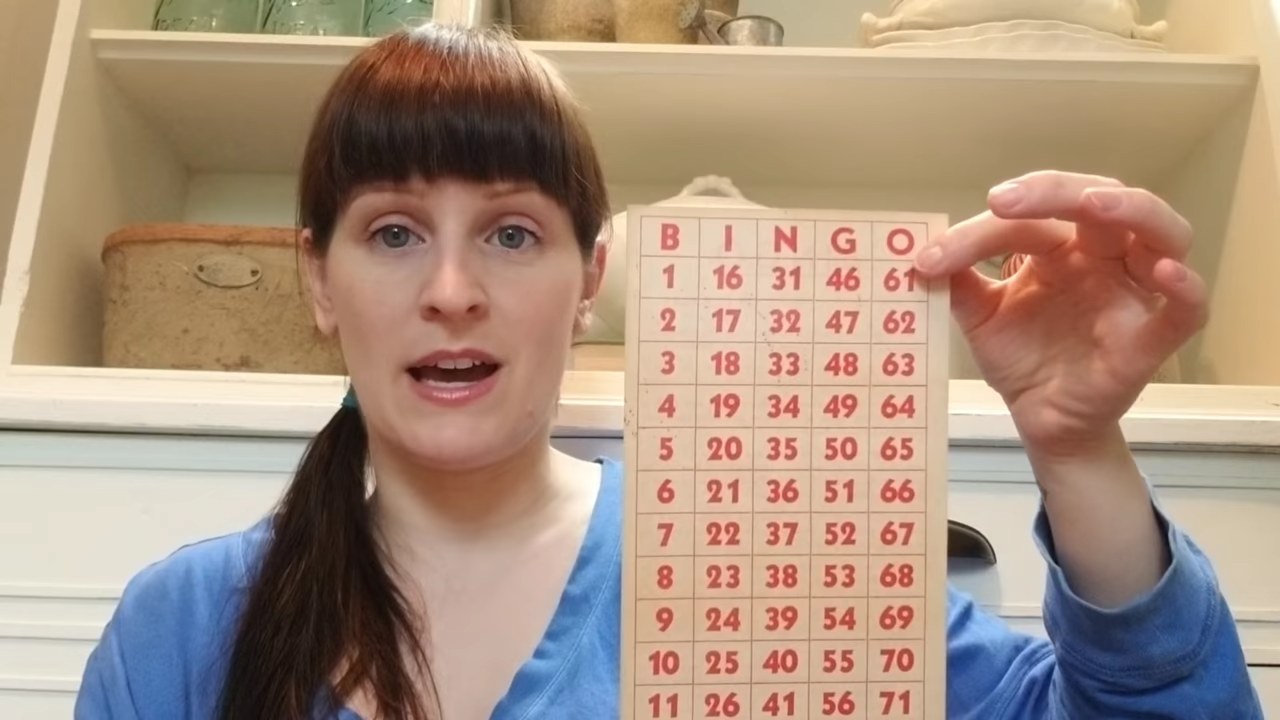 B I N G O
1 16 31 46 61
2 17 32 47 62
3 18 33 48 63
4 19 34 49 64
5 20 35 50 65
6 21 36 51 66
7 22 37 52 67
8 23 38 53 68
9 24 39 54 69
10 25 40 55 70
11 26 41 56 71